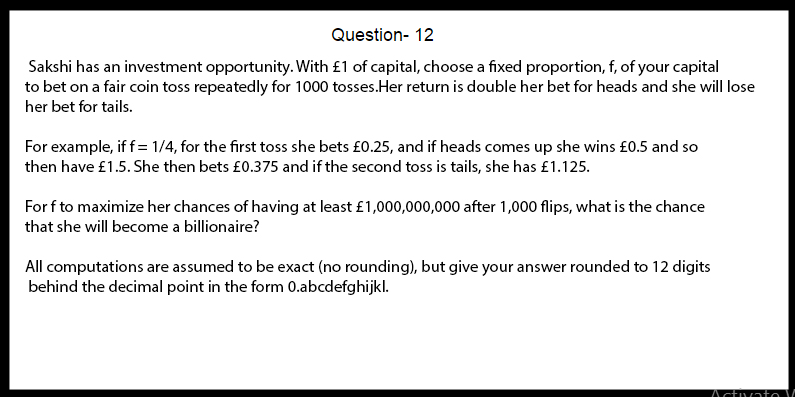 Question- 12
Sakshi has an investment opportunity. With £1 of capital, choose a fixed proportion, f, of your capital
to bet on a fair coin toss repeatedly for 1000 tosses.Her return is double her bet for heads and she will lose
her bet for tails.
For example, if f = 1/4, for the first toss she bets £0.25, and if heads comes up she wins £0.5 and so
then have £1.5. She then bets £0.375 and if the second toss is tails, she has £1.125.
For f to maximize her chances of having at least £1,000,000,000 after 1,000 flips, what is the chance
that she will become a billionaire?
All computations are assumed to be exact (no rounding), but give your answer rounded to 12 digits
behind the decimal point in the form 0.abcdefghijkl.